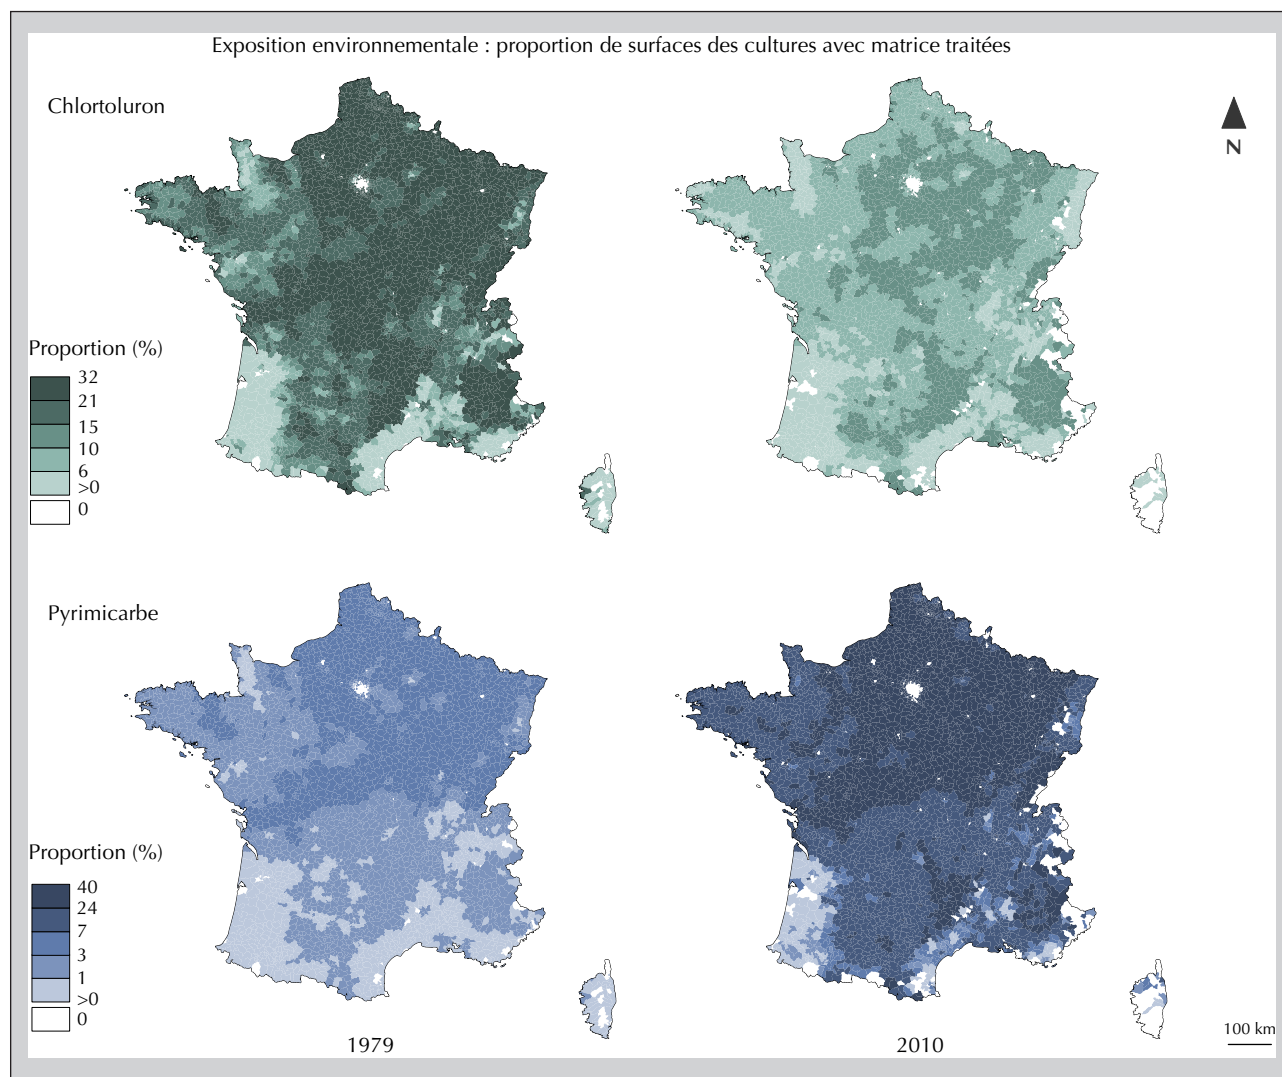 Exposition environnementale : proportion de surfaces des cultures avec matrice traitées
Chlortoluron
N
Proportion (%)
32
21
15
10
6
>0
0
Pyrimicarbe
Proportion (%)
40
24
7
3
1
>0
0
1979
2010
100 km